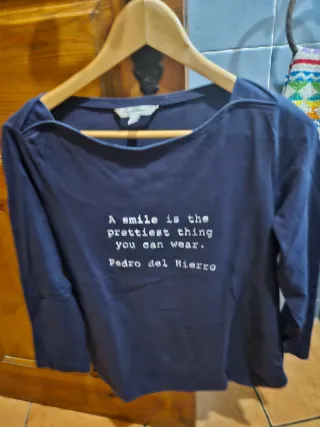 A smile is the
prettiest thing
you can wear.
Pedro del Hierro